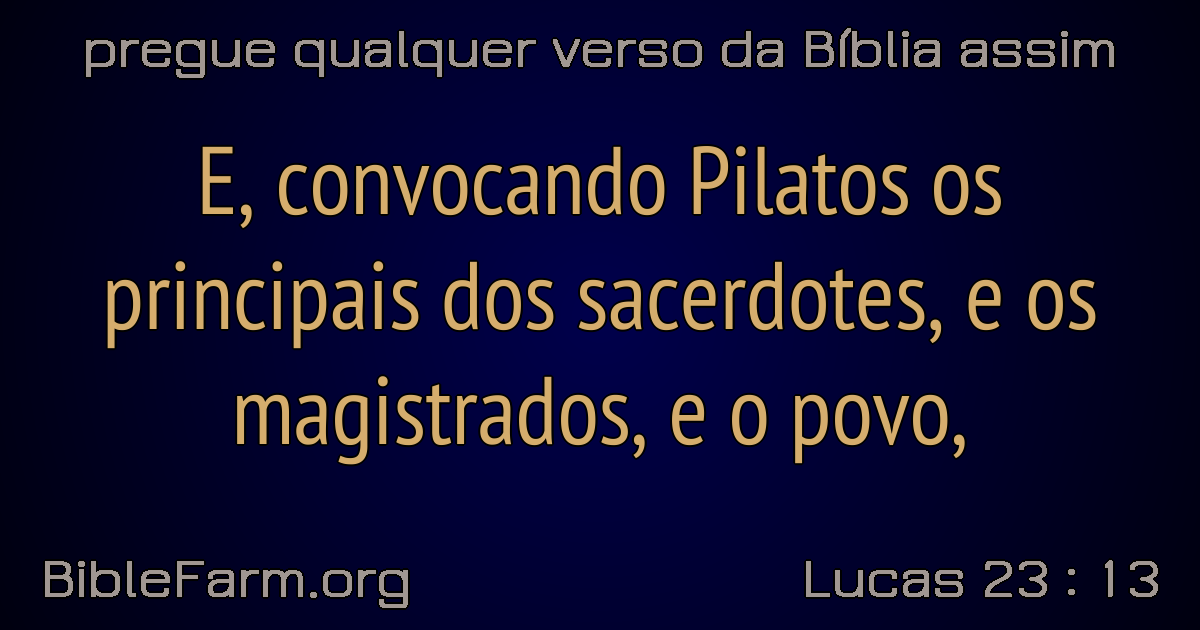 pregue qualquer verso da Bíblia assim
E, convocando Pilatos os
principais dos sacerdotes, e os
magistrados, e o povo,
BibleFarm.org
Lucas 23 : 13